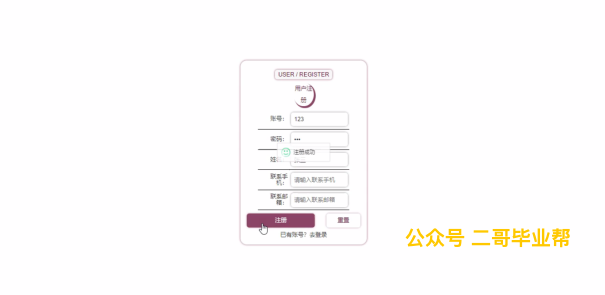 USER / REGISTER
用户注
册
账号：
123
密码：
•••
注册成功
姓
联系手
机：
请输入联系手机
联系邮
箱：
请输入联系邮箱
注册
重置
已有账号？去登录
公众号 二哥毕业帮